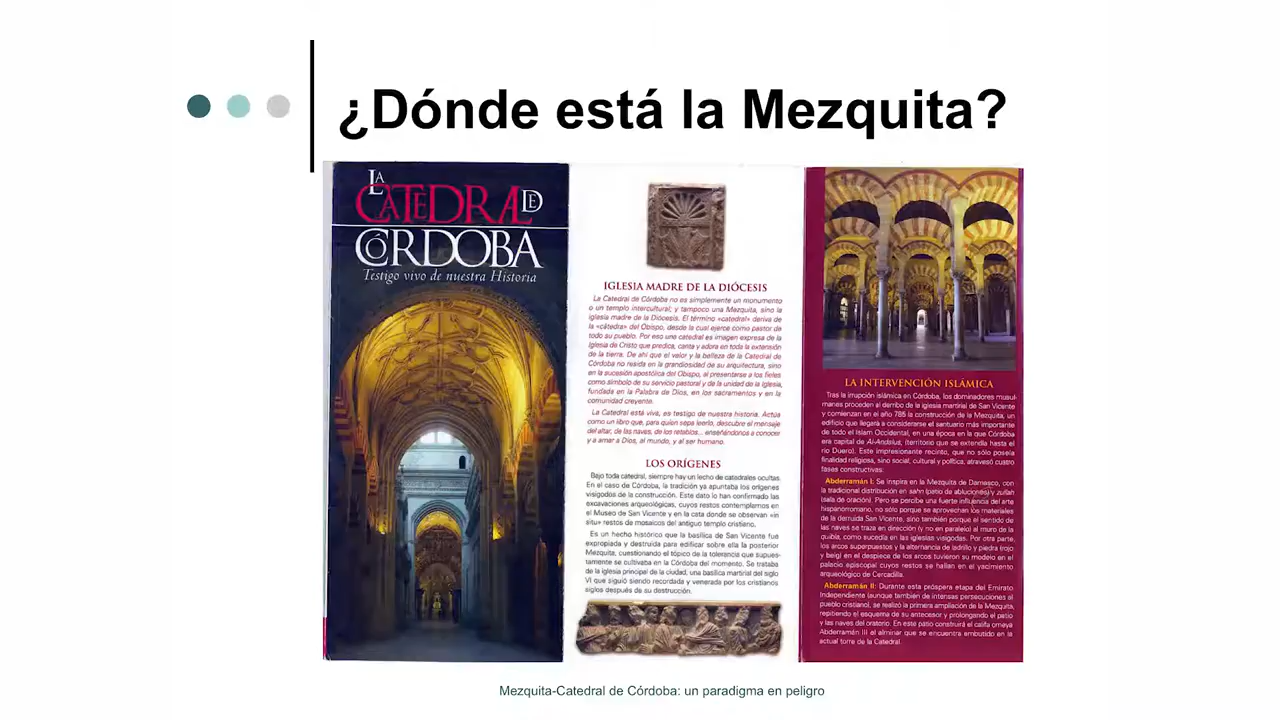 ¿Dónde está la Mezquita?
LA
CATEDRAL DE
CÓRDOBA
Testigo vivo de nuestra Historia
IGLESIA MADRE DE LA DIÓCESIS
La Catedral de Córdoba no es simplemente un monumento
o un templo intercultural; y tampoco una Mezquita, sino la
iglesia madre de la Diócesis. El término «catedral» deriva de
la «cátedra» del Obispo, desde la cual ejerce como pastor de
todo su pueblo. Por eso una catedral es imagen expresa de la
Iglesia de Cristo que predica, canta y adora en toda la extensión
de la tierra. De ahí que el valor y la belleza de la Catedral de
Córdoba no resida en la grandiosidad de su arquitectura, sino
en la sucesión apostólica del Obispo, al presentarse a los fieles
como símbolo de su servicio pastoral y de la unidad de la Iglesia,
fundada en la Palabra de Dios, en los sacramentos y en la
comunidad creyente.
La Catedral está viva, es testigo de nuestra historia. Actúa
como un libro que, para quien sepa leerlo, descubre el mensaje
del altar, de las naves, de los retablos... enseñándonos a conocer
y a amar a Dios, al mundo, y al ser humano.
LOS ORÍGENES
Bajo toda catedral, siempre hay un lecho de catedrales ocultas.
En el caso de Córdoba, la tradición ya apuntaba los orígenes
visigodos de la construcción. Este dato lo han confirmado las
excavaciones arqueológicas, cuyos restos contemplamos en
el Museo de San Vicente y en la cata donde se observan «in
situ» restos de mosaicos del antiguo templo cristiano.
Es un hecho histórico que la basílica de San Vicente fue
expropiada y destruida para edificar sobre ella la posterior
Mezquita, cuestionando el tópico de la tolerancia que supues-
tamente se cultivaba en la Córdoba del momento. Se trataba
de la iglesia principal de la ciudad, una basílica martirial del siglo
VI que siguió siendo recordada y venerada por los cristianos
siglos después de su destrucción.
LA INTERVENCIÓN ISLÁMICA
Tras la irrupción islámica en Córdoba, los dominadores musul-
manes proceden al derribo de la iglesia martirial de San Vicente
y comienzan en el año 785 la construcción de la Mezquita, un
edificio que llegará a considerarse el santuario más importante
de todo el Islam Occidental, en una época en la que Córdoba
era capital de Al-Andalus, (territorio que se extendía hasta el
río Duero). Este impresionante recinto, que no sólo poseía
finalidad religiosa, sino social, cultural y política, atravesó cuatro
fases constructivas:
Abderramán I: Se inspira en la Mezquita de Damasco, con
la tradicional distribución en sahn (patio de abluciones) y zullah
(sala de oración). Pero se percibe una fuerte influencia del arte
hispanorromano, no sólo porque se aprovechan los materiales
de la derruida San Vicente, sino también porque el sentido de
las naves se traza en dirección (y no en paralelo) al muro de la
quibla, como sucedía en las iglesias visigodas. Por otra parte,
los arcos superpuestos y la alternancia de ladrillo y piedra (rojo
y beig) en el despiece de los arcos tuvieron su modelo en el
palacio episcopal cuyos restos se hallan en el yacimiento
arqueológico de Cercadilla.
Abderramán II: Durante esta próspera etapa del Emirato
Independiente (aunque también de intensas persecuciones al
pueblo cristiano), se realizó la primera ampliación de la Mezquita,
repitiendo el esquema de su antecesor y prolongando el patio
y las naves del oratorio. En este patio construirá el califa omeya
Abderramán III el alminar que se encuentra embutido en la
actual torre de la Catedral.
Mezquita-Catedral de Córdoba: un paradigma en peligro